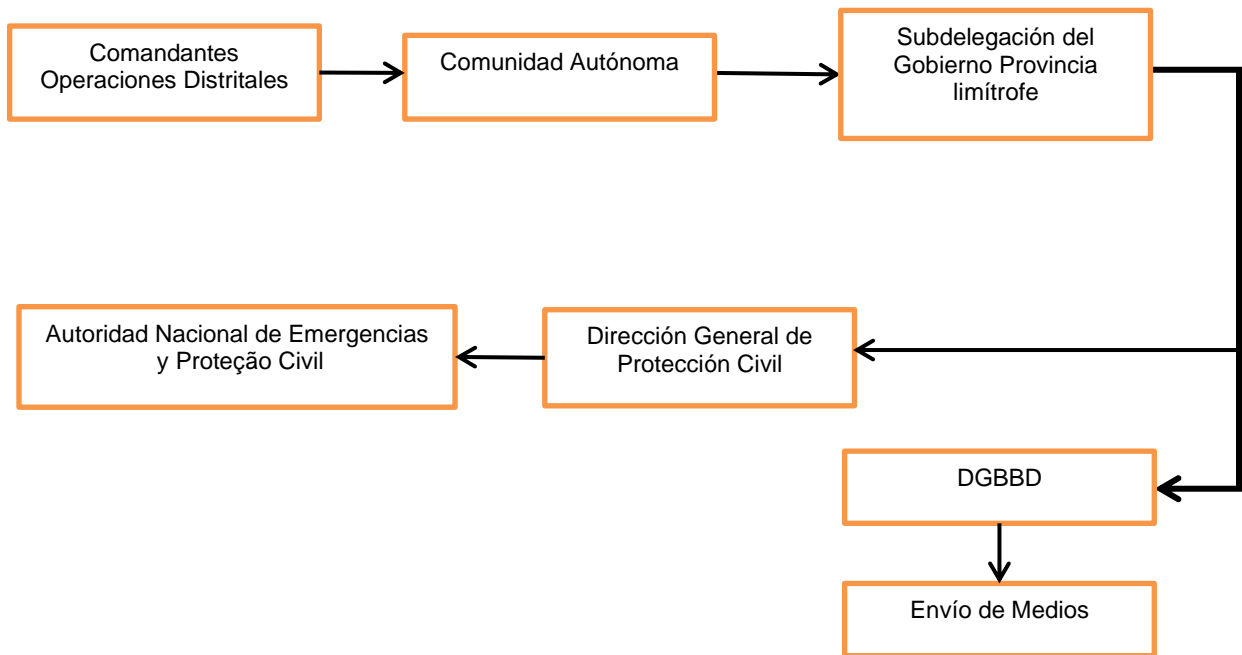 Comandantes
Operaciones Distritales
Comunidad Autónoma
Subdelegación del
Gobierno Provincia
limítrofe
Autoridad Nacional de Emergencias
y Proteção Civil
Dirección General de
Protección Civil
DGBBD
Envío de Medios